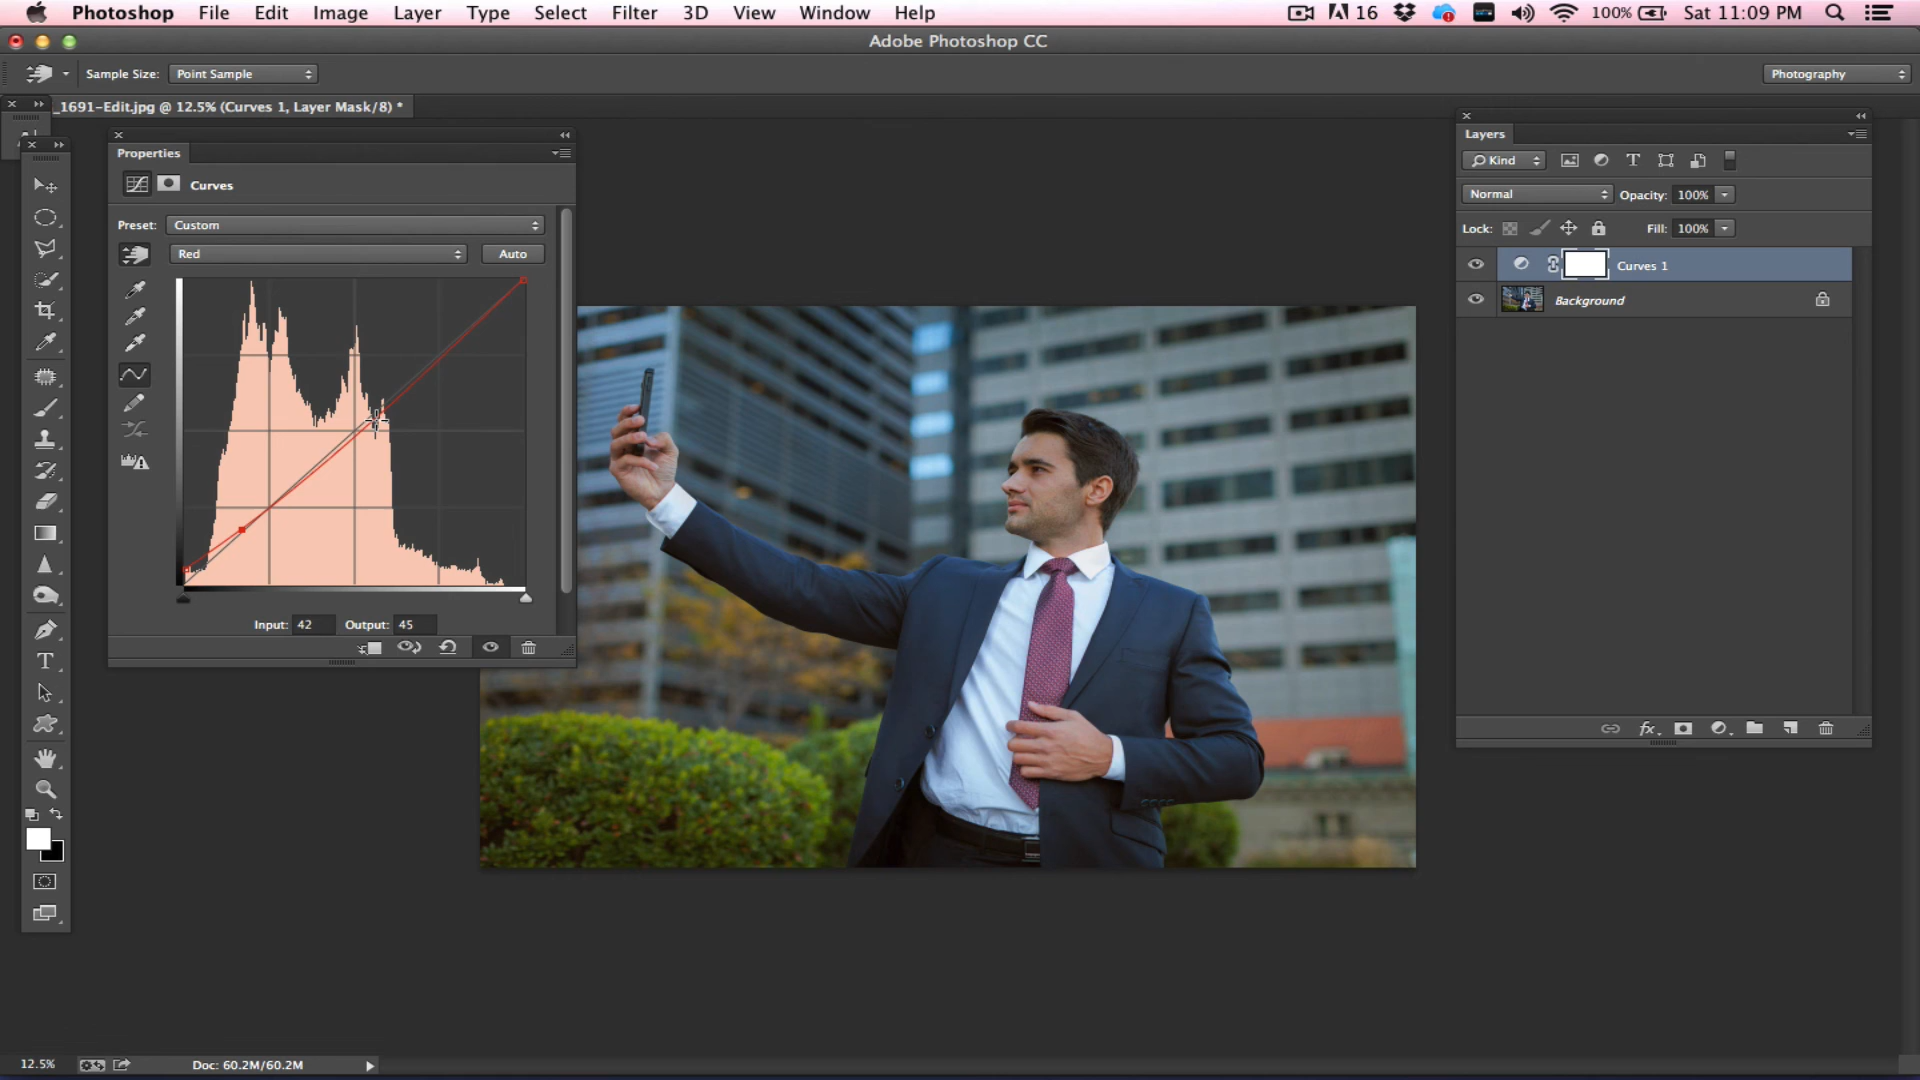 Photoshop File Edit Image Layer Type Select Filter 3D View Window Help 16 100% Sat 11:09 PM
Adobe Photoshop CC
Sample Size: Point Sample Photography
_1691-Edit.jpg @ 12.5% (Curves 1, Layer Mask/8) *
Properties
Curves
Preset: Custom
Red Auto
Input: 42 Output: 45
Layers
Kind
Normal Opacity: 100%
Lock: Fill: 100%
Curves 1
Background
fx
12.5% Doc: 60.2M/60.2M